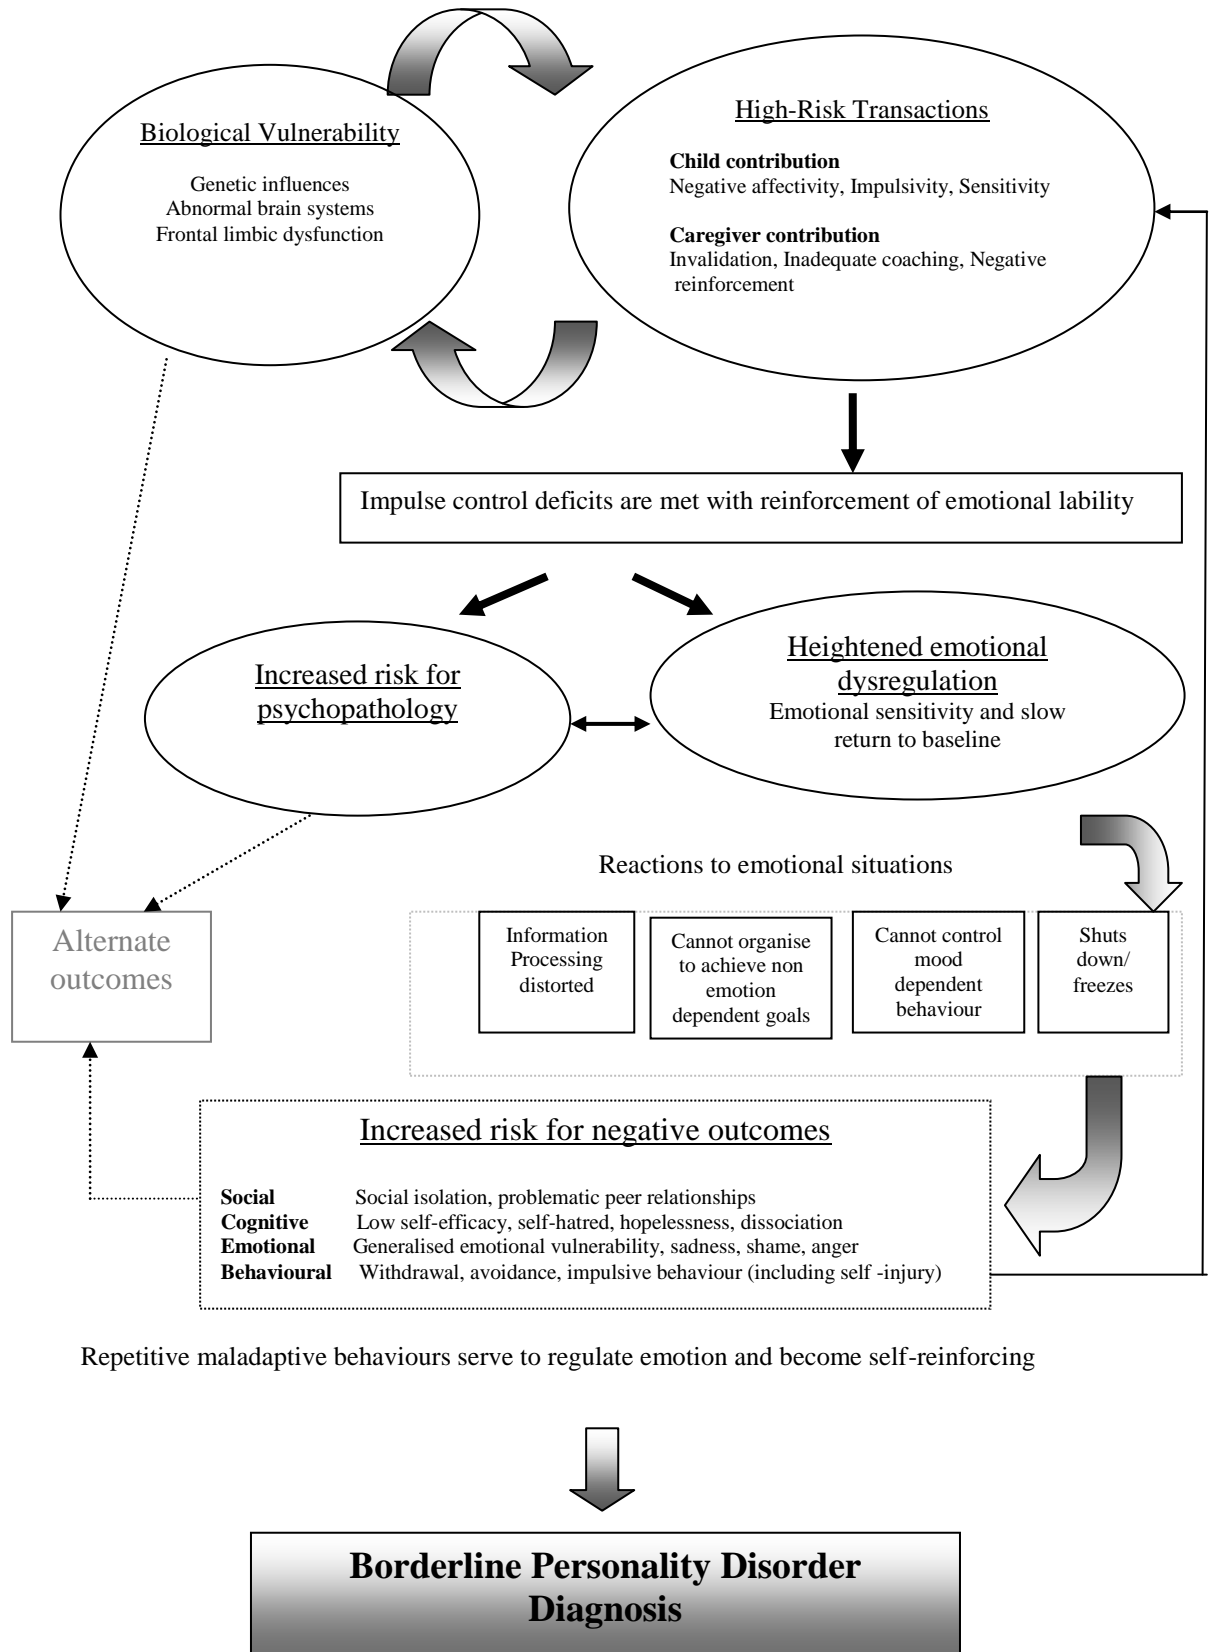 Biological Vulnerability
Genetic influences
Abnormal brain systems
Frontal limbic dysfunction
High-Risk Transactions
Child contribution
Negative affectivity, Impulsivity, Sensitivity
Caregiver contribution
Invalidation, Inadequate coaching, Negative
reinforcement
Impulse control deficits are met with reinforcement of emotional lability
Increased risk for
psychopathology
Heightened emotional
dysregulation
Emotional sensitivity and slow
return to baseline
Reactions to emotional situations
Alternate
outcomes
Information
Processing
distorted
Cannot organise
to achieve non
emotion
dependent goals
Cannot control
mood
dependent
behaviour
Shuts
down/
freezes
Increased risk for negative outcomes
Social Social isolation, problematic peer relationships
Cognitive Low self-efficacy, self-hatred, hopelessness, dissociation
Emotional Generalised emotional vulnerability, sadness, shame, anger
Behavioural Withdrawal, avoidance, impulsive behaviour (including self -injury)
Repetitive maladaptive behaviours serve to regulate emotion and become self-reinforcing
Borderline Personality Disorder
Diagnosis